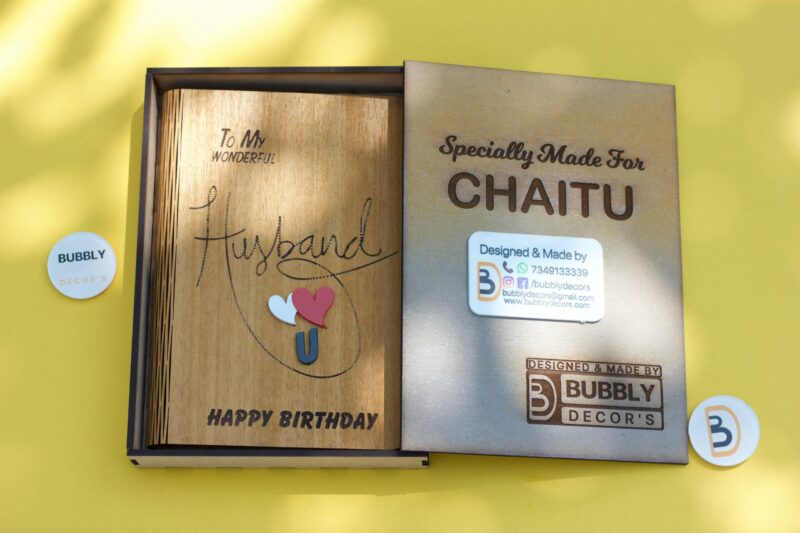 BUBBLY
DECOR'S
To My
WONDERFUL
Husband
U
HAPPY BIRTHDAY
Specially Made For
CHAITU
Designed & Made by
7349133339
/bubblydecors
bubblydecors@gmail.com
www.bubblydecors.com
DESIGNED & MADE BY
BUBBLY
DECOR'S